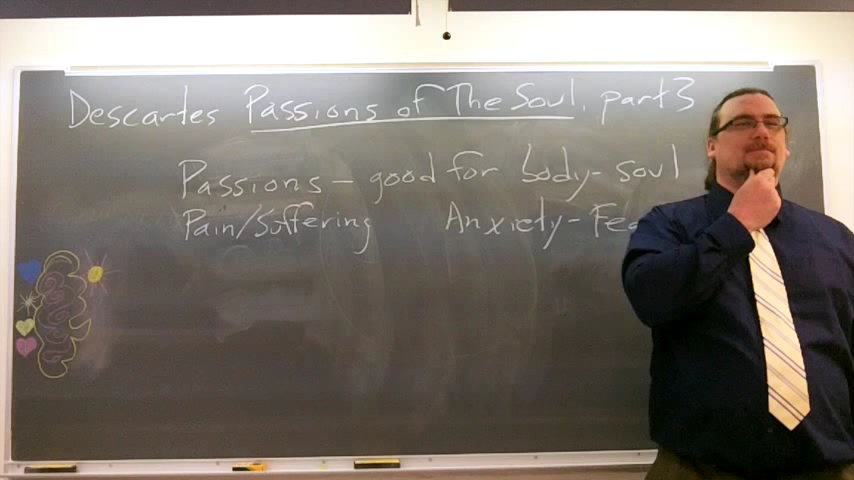 Descartes Passions of The Soul, part 3
Passions - good for body-soul
Pain/Suffering Anxiety-